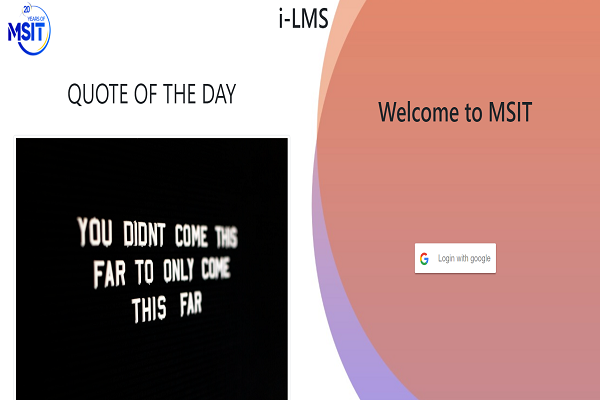 20
YEARS OF
MSIT
i-LMS
QUOTE OF THE DAY
YOU DIDNT COME THIS
FAR TO ONLY COME
THIS FAR
Welcome to MSIT
Login with google